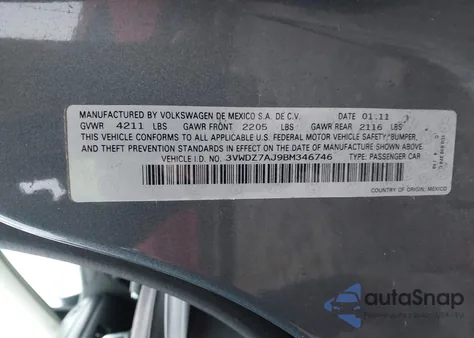 MANUFACTURED BY VOLKSWAGEN DE MEXICO S.A. DE C.V. 01.11
GVWR 4211 LBS GAWR FRONT 2205 LBS GAWR REAR 2116 LBS
THIS VEHICLE CONFORMS TO ALL APPLICABLE U.S. FEDERAL MOTOR VEHICLE SAFETY, BUMPER,
AND THEFT PREVENTION STANDARDS IN EFFECT ON THE DATE OF MANUFACTURE SHOWN ABOVE.
VEHICLE I.D. 3VWDZ7AJ9BM346746 TYPE: PASSENGER CAR
COUNTRY OF ORIGIN: MEXICO
autoSnap